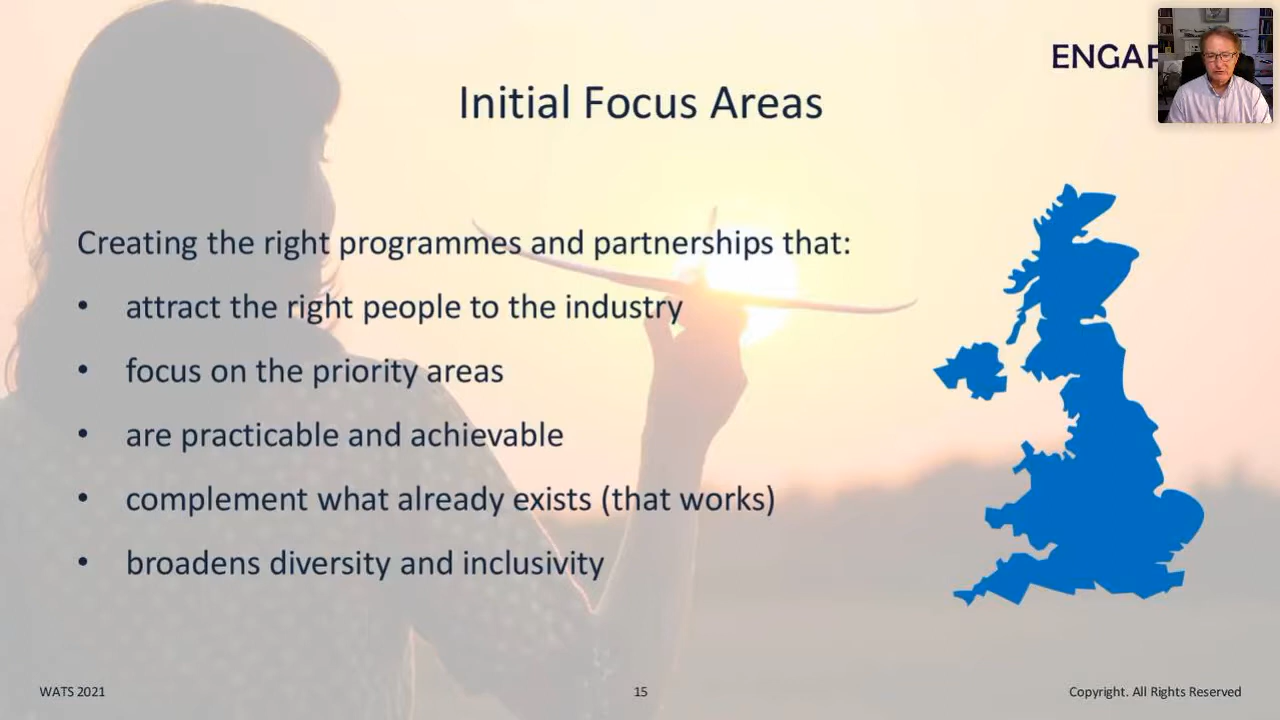 ENGAR
Initial Focus Areas
Creating the right programmes and partnerships that:
• attract the right people to the industry
• focus on the priority areas
• are practicable and achievable
• complement what already exists (that works)
• broadens diversity and inclusivity
WATS 2021
15
Copyright. All Rights Reserved